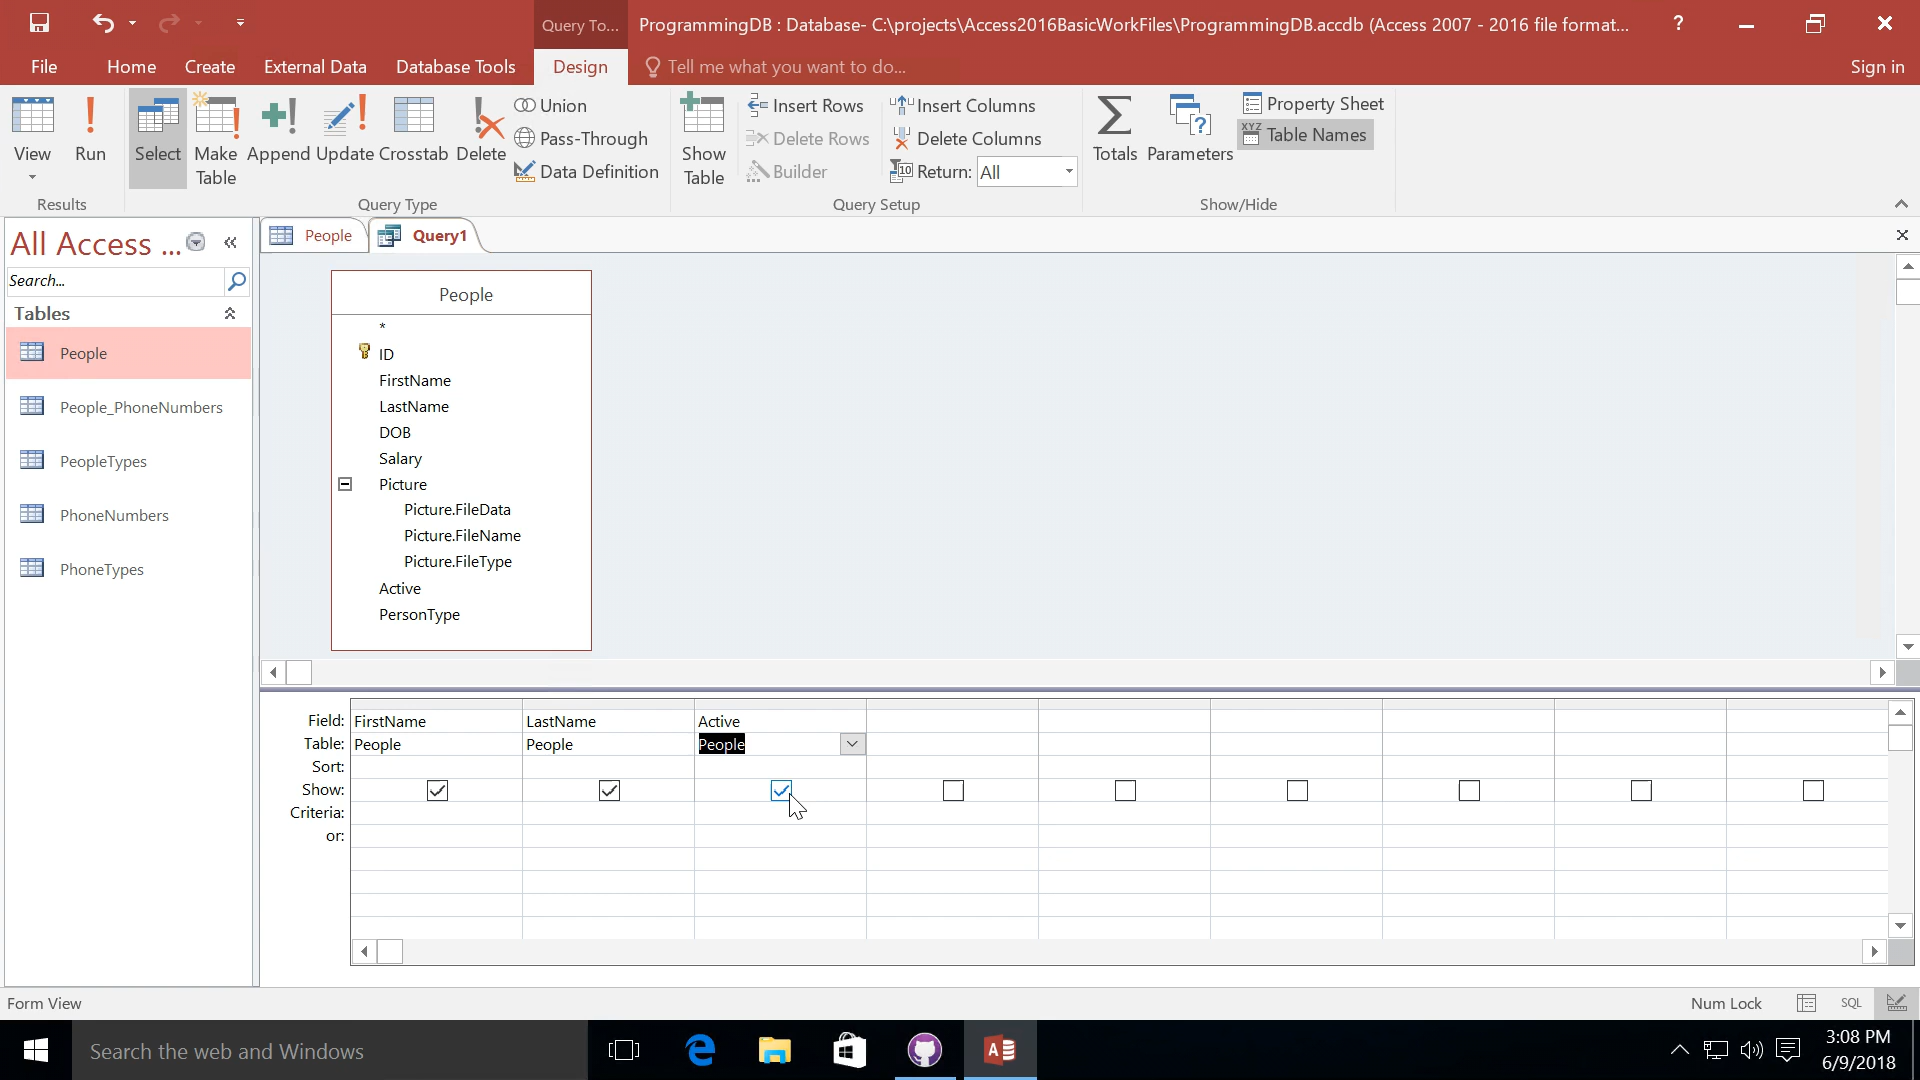 Query To... ProgrammingDB : Database- C:\projects\Access2016BasicWorkFiles\ProgrammingDB.accdb (Access 2007 - 2016 file format... ?
File Home Create External Data Database Tools Design Tell me what you want to do... Sign in
View Run Select Make Table Append Update Crosstab Delete
Union
Pass-Through
Data Definition
Show Table
Insert Rows
Delete Rows
Builder
Insert Columns
Delete Columns
Return: All
Totals Parameters
Property Sheet
Table Names
Results Query Type Query Setup Show/Hide
All Access ...
Search...
Tables
People
People_PhoneNumbers
PeopleTypes
PhoneNumbers
PhoneTypes
People Query1
People
*
ID
FirstName
LastName
DOB
Salary
Picture
Picture.FileData
Picture.FileName
Picture.FileType
Active
PersonType
Field: FirstName LastName Active
Table: People People People
Sort:
Show:
Criteria:
or:
Form View Num Lock SQL
Search the web and Windows
3:08 PM
6/9/2018